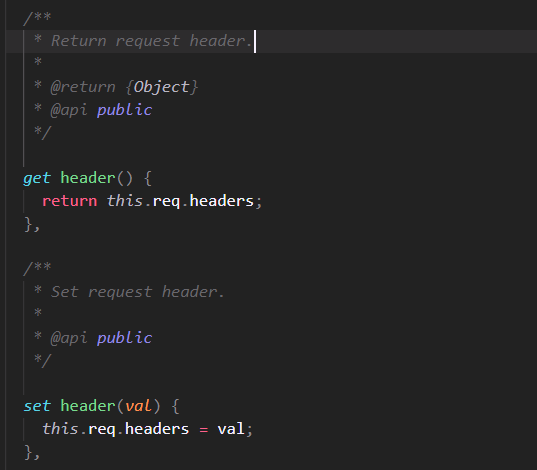 /**
 * Return request header.
 *
 * @return {Object}
 * @api public
 */
get header() {
  return this.req.headers;
},
/**
 * Set request header.
 *
 * @api public
 */
set header(val) {
  this.req.headers = val;
},